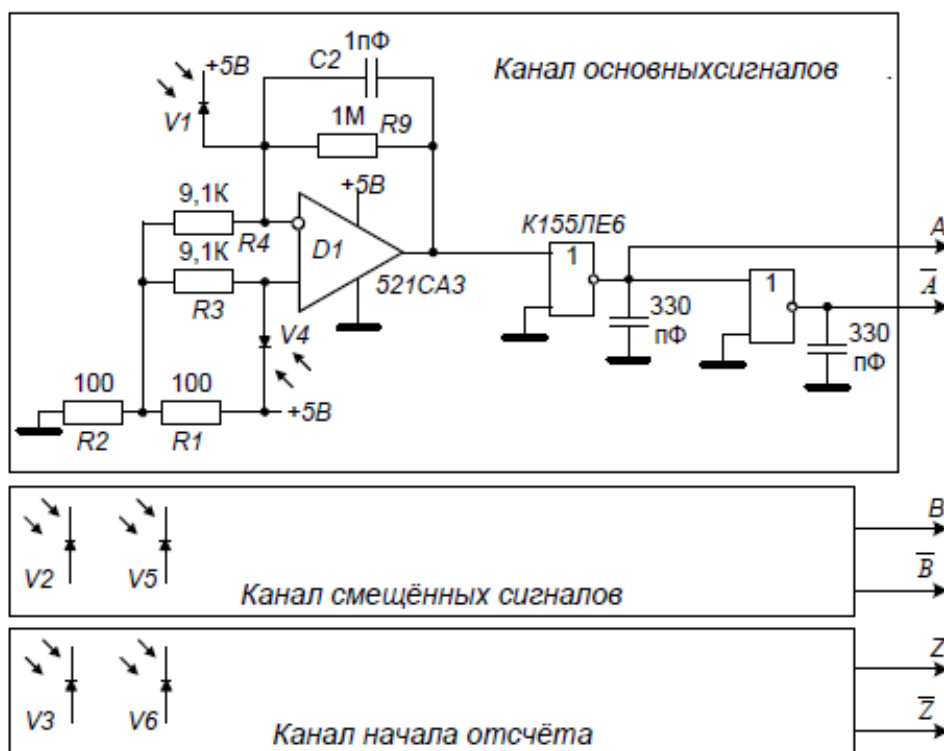 1пФ
C2
+5В
Канал основныхсигналов .
V1
1М
R9
9,1К
+5В
R4
D1
К155ЛЕ6
A
9,1К
1
R3
521СА3
1
A̅
V4
330
пФ
330
пФ
100
100
+5В
R2
R1
V2
V5
B
B̅
Канал смещённых сигналов
V3
V6
Z
Z̅
Канал начала отсчёта